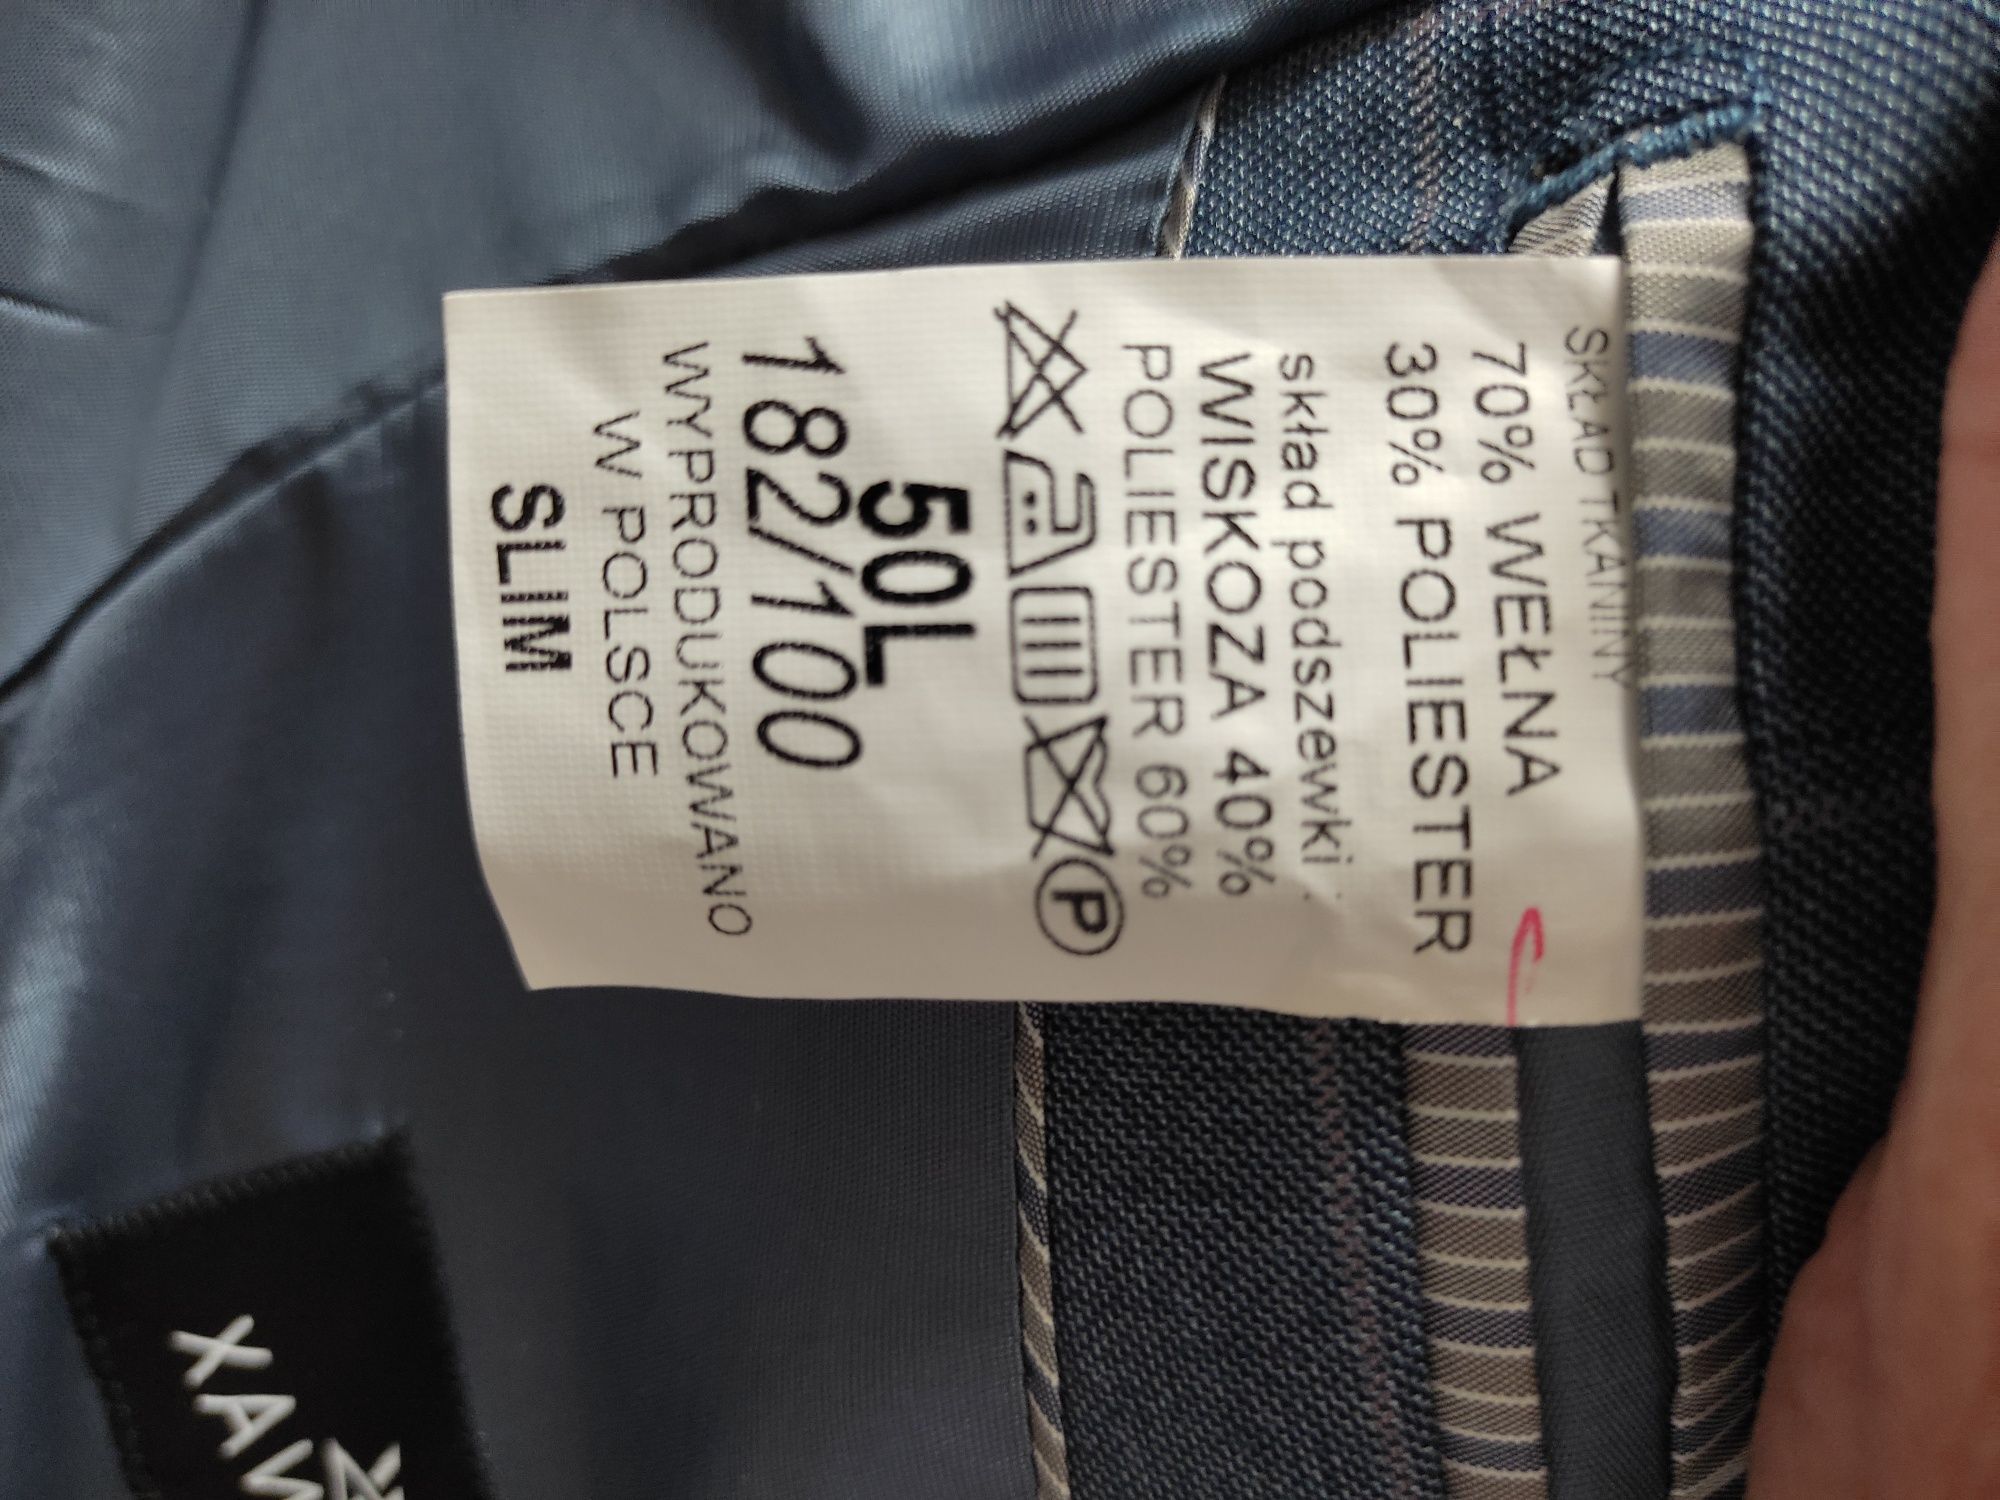 SKŁAD TKANINY
70% WEŁNA
30% POLIESTER
skład podszewki :
WISKOZA 40%
POLIESTER 60%
P
50L
182/100
WYPRODUKOWANO
W POLSCE
SLIM